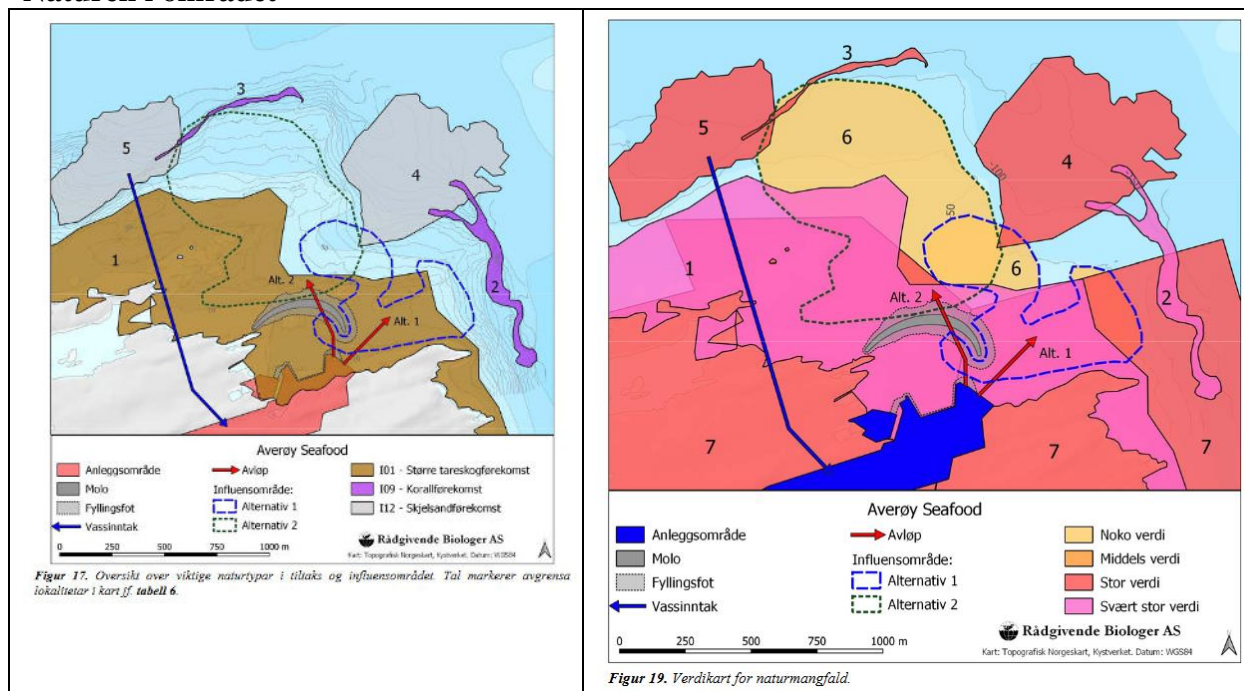 Naturen i området
3
5
4
1
2
Alt. 2
Alt. 1
Averøy Seafood
Anleggsområde
Molo
Fyllingsfot
Vassinntak
Avløp
Influensområde:
Alternativ 1
Alternativ 2
I01 - Større tareskogførekomst
I09 - Korallførekomst
I12 - Skjelsandførekomst
0 250 500 750 1000 m
Rådgivende Biologer AS
Kart: Topografisk Norgeskart, Kystverket. Datum: WGS84
Figur 17. Oversikt over viktige naturtypar i tiltaks og influensområdet. Tal markerer avgrensa
lokalitetar i kart jf. tabell 6.
3
5
6
4
-100
50
1
6
2
Alt. 2
Alt. 1
7
7
7
Averøy Seafood
Anleggsområde
Molo
Fyllingsfot
Vassinntak
Avløp
Influensområde:
Alternativ 1
Alternativ 2
Noko verdi
Middels verdi
Stor verdi
Svært stor verdi
0 250 500 750 1000 m
Rådgivende Biologer AS
Kart: Topografisk Norgeskart, Kystverket. Datum: WGS84
Figur 19. Verdikart for naturmangfald.